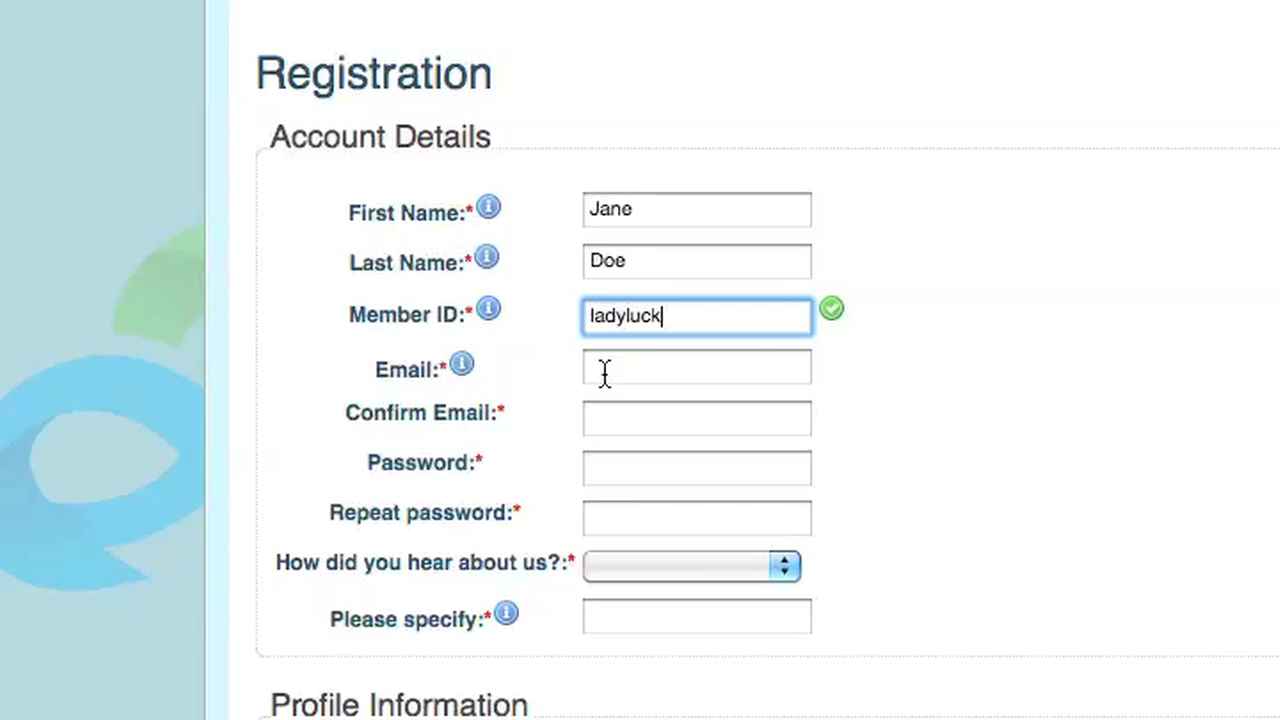 Registration
Account Details
First Name:* Jane
Last Name:* Doe
Member ID:* ladyluck
Email:*
Confirm Email:*
Password:*
Repeat password:*
How did you hear about us?:*
Please specify:*
Profile Information